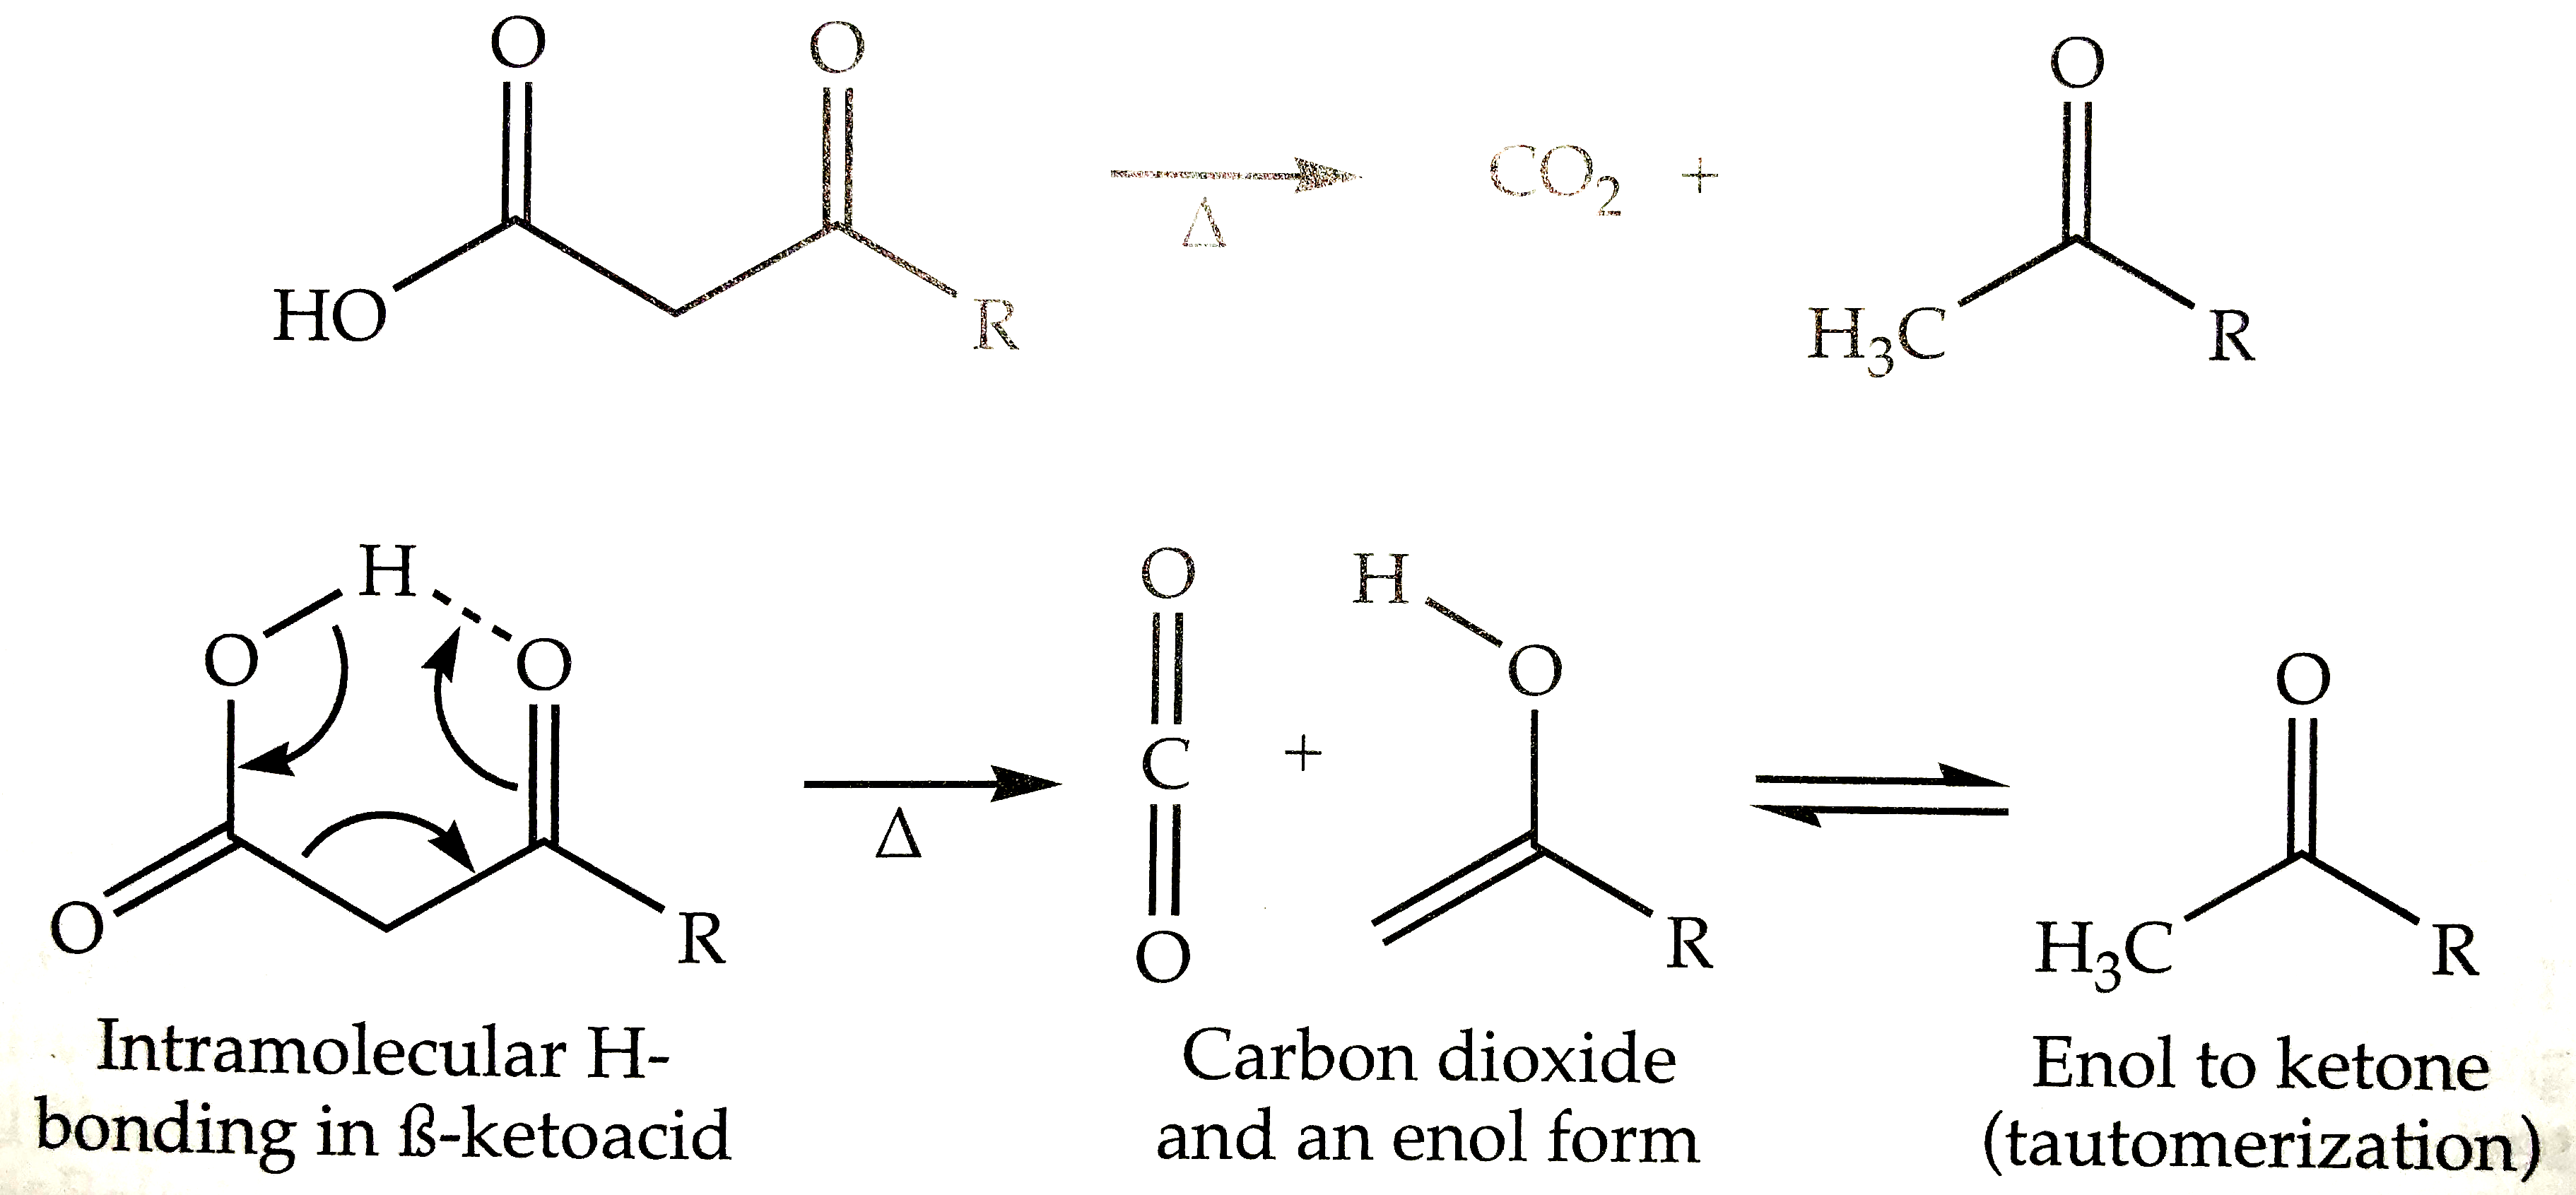 O O O
HO R Δ CO₂ + H₃C R
H
O O
O R
Δ
O
C
O
+
H
O
R
O
H₃C R
Intramolecular H-
bonding in ß-ketoacid
Carbon dioxide
and an enol form
Enol to ketone
(tautomerization)